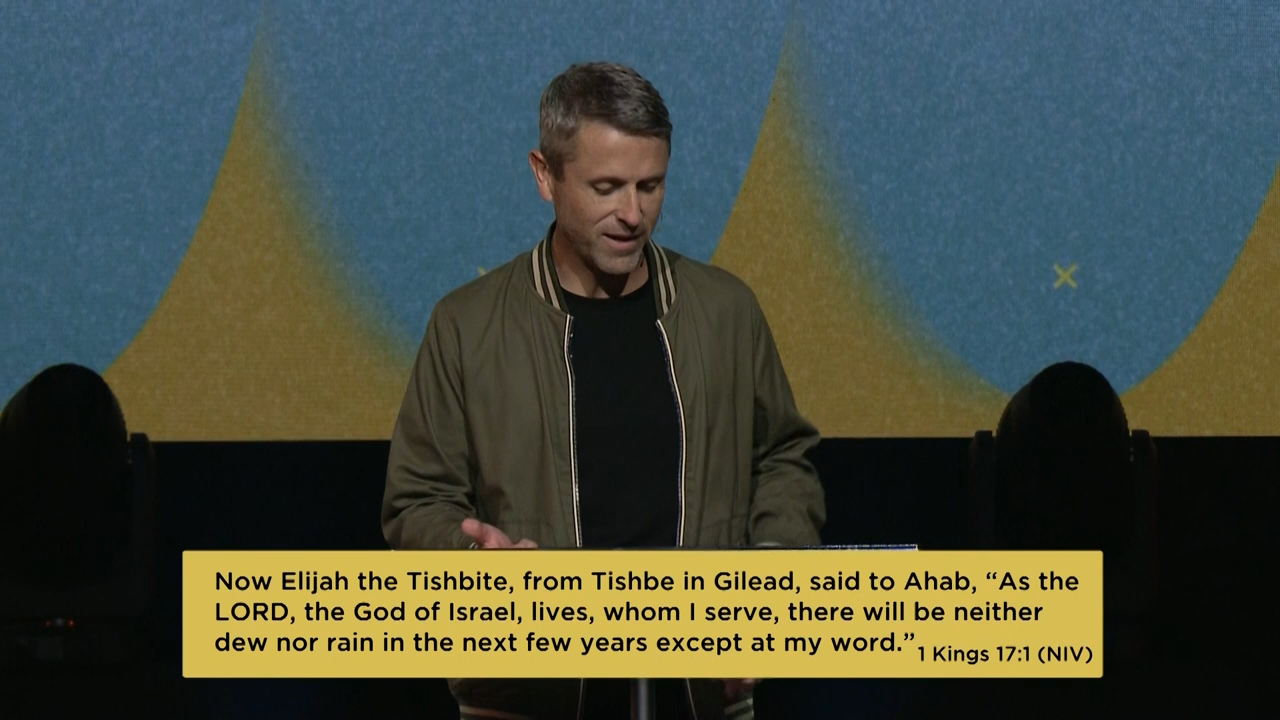 Now Elijah the Tishbite, from Tishbe in Gilead, said to Ahab, “As the
LORD, the God of Israel, lives, whom I serve, there will be neither
dew nor rain in the next few years except at my word.”
1 Kings 17:1 (NIV)